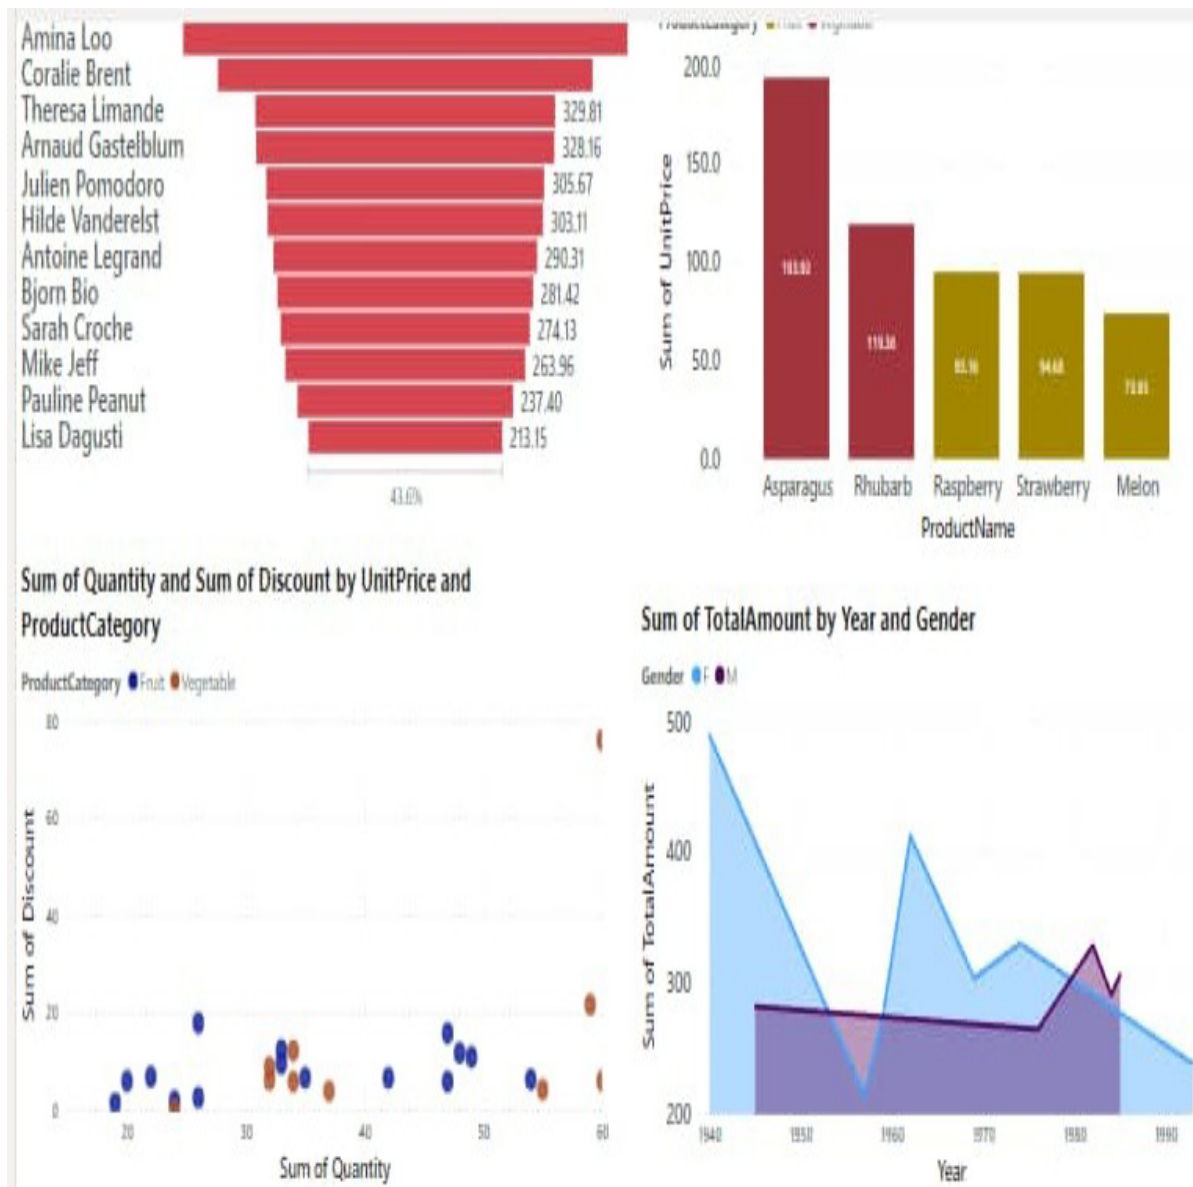 Amina Loo
Coralie Brent
Theresa Limande 329.81
Arnaud Gastelblum 328.16
Julien Pomodoro 305.67
Hilde Vanderelst 303.11
Antoine Legrand 290.31
Bjorn Bio 281.42
Sarah Croche 274.13
Mike Jeff 263.96
Pauline Peanut 237.40
Lisa Dagusti 213.15
43.6%
200.0
150.0
100.0
50.0
0.0
Sum of UnitPrice
Asparagus Rhubarb Raspberry Strawberry Melon
ProductName
Sum of Quantity and Sum of Discount by UnitPrice and
ProductCategory
ProductCategory Fruit Vegetable
80
60
40
20
0
Sum of Discount
20 30 40 50 60
Sum of Quantity
Sum of TotalAmount by Year and Gender
Gender F M
500
400
300
200
Sum of TotalAmount
1940 1950 1960 1970 1980 1990
Year